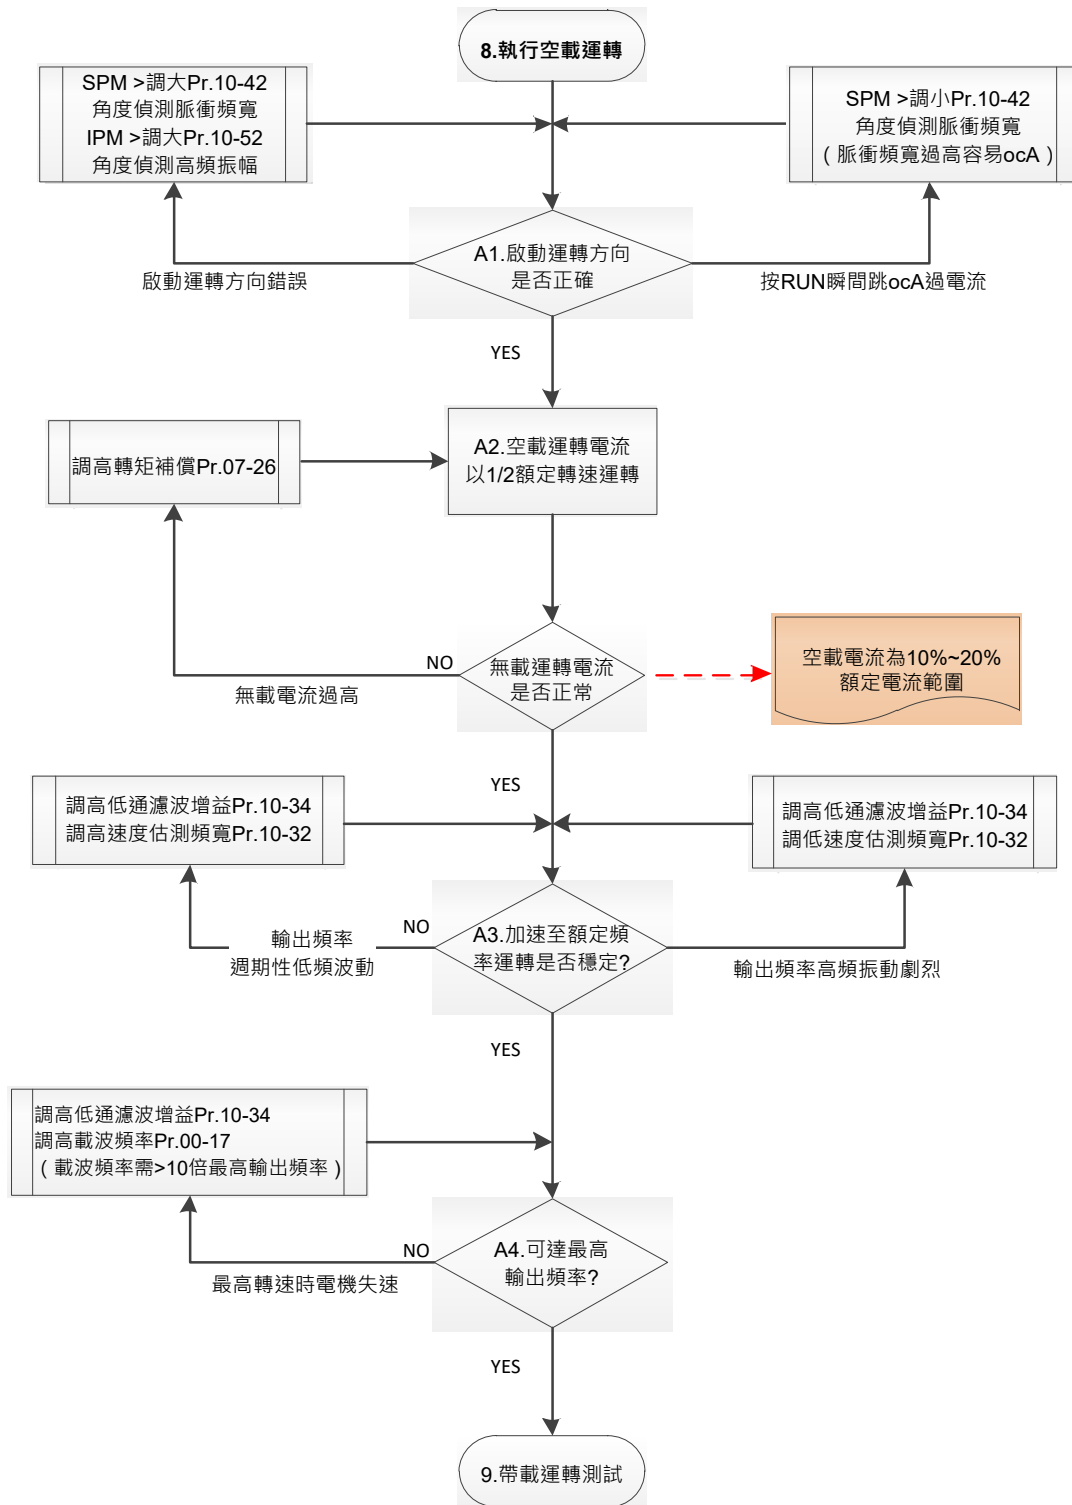 8.執行空載運轉
SPM >調大Pr.10-42
角度偵測脈衝頻寬
IPM >調大Pr.10-52
角度偵測高頻振幅
SPM >調小Pr.10-42
角度偵測脈衝頻寬
（脈衝頻寬過高容易ocA）
A1.啟動運轉方向
是否正確
啟動運轉方向錯誤
按RUN瞬間跳ocA過電流
YES
調高轉矩補償Pr.07-26
A2.空載運轉電流
以1/2額定轉速運轉
NO
無載電流過高
無載運轉電流
是否正常
空載電流為10%~20%
額定電流範圍
YES
調高低通濾波增益Pr.10-34
調高速度估測頻寬Pr.10-32
調高低通濾波增益Pr.10-34
調低速度估測頻寬Pr.10-32
NO
輸出頻率
週期性低頻波動
A3.加速至額定頻
率運轉是否穩定?
輸出頻率高頻振動劇烈
YES
調高低通濾波增益Pr.10-34
調高載波頻率Pr.00-17
（載波頻率需>10倍最高輸出頻率）
NO
最高轉速時電機失速
A4.可達最高
輸出頻率?
YES
9.帶載運轉測試